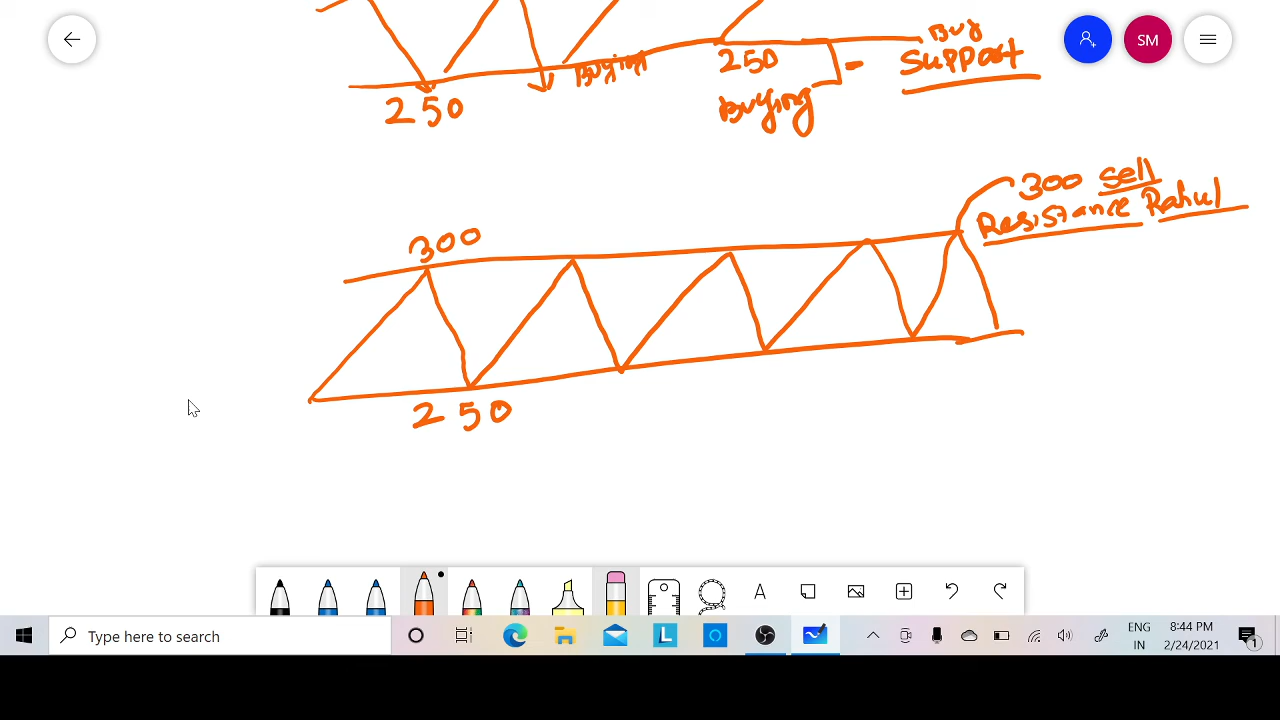 Buy
Support
Buying
250
250
Buying
300 Sell
Resistance Rahul
300
250
SM
A
Type here to search
L
ENG
IN
8:44 PM
2/24/2021
1